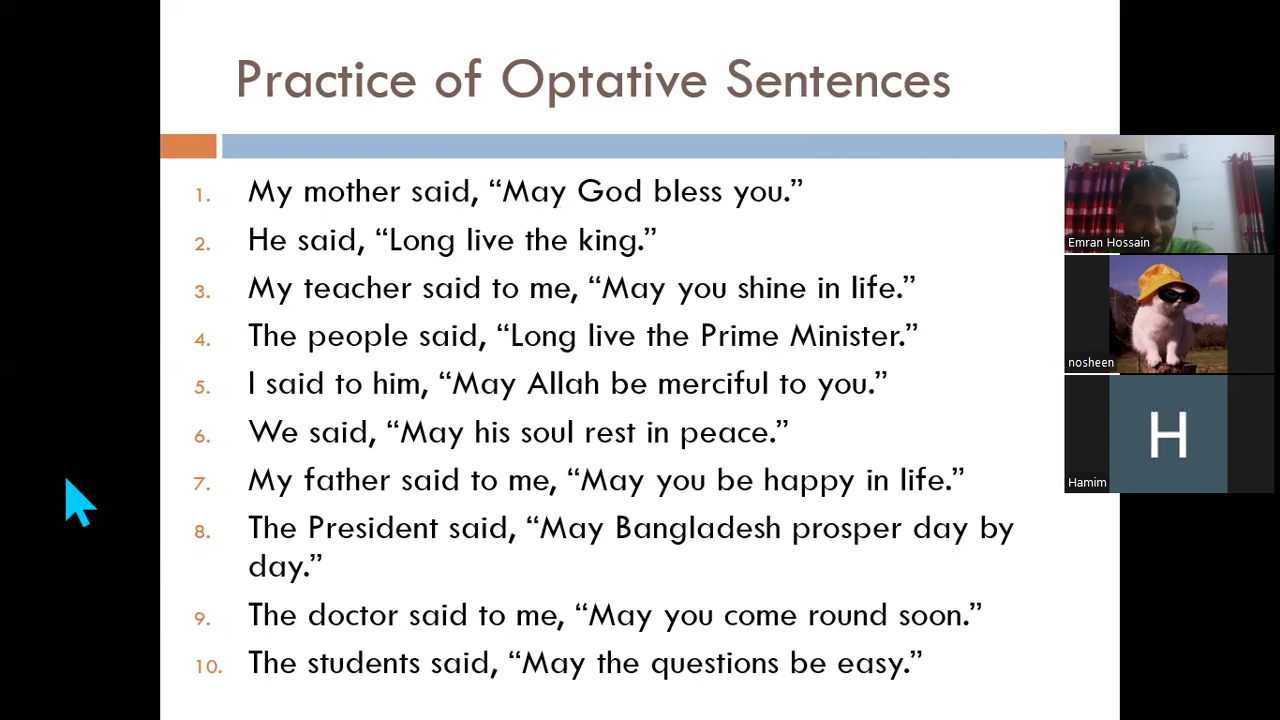 Practice of Optative Sentences
1. My mother said, “May God bless you.”
2. He said, “Long live the king.”
3. My teacher said to me, “May you shine in life.”
4. The people said, “Long live the Prime Minister.”
5. I said to him, “May Allah be merciful to you.”
6. We said, “May his soul rest in peace.”
7. My father said to me, “May you be happy in life.”
8. The President said, “May Bangladesh prosper day by
day.”
9. The doctor said to me, “May you come round soon.”
10. The students said, “May the questions be easy.”
Emran Hossain
nosheen
H
Hamim